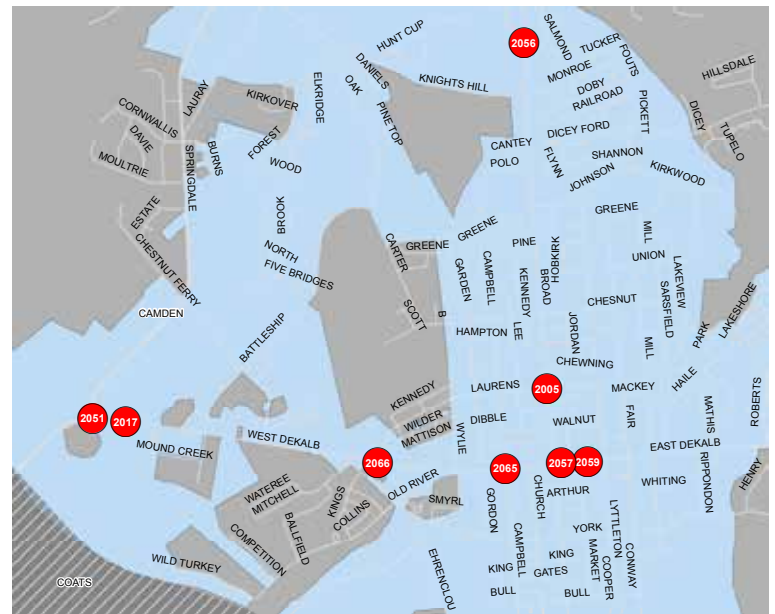 HUNT CUP
SALMOND
2056
TUCKER
FOUTS
DANIELS
MONROE
HILLSDALE
OAK
KNIGHTS HILL
DOBY
RAILROAD
LAURAY
ELKRIDGE
KIRKOVER
PICKETT
CORNWALLIS
DAVIE
PINETOP
DICEY
TUPELO
DICEY FORD
FOREST
CANTEY
BURNS
MOULTRIE
SPRINGDALE
WOOD
POLO
FLYNN
SHANNON
JOHNSON
KIRKWOOD
ESTATE
BROOK
GREENE
GREENE
GREENE
PINE
MILL
CHESTNUT FERRY
NORTH
FIVE BRIDGES
CARTER
GARDEN
CAMPBELL
KENNEDY
BROAD
HOBKIRK
UNION
LAKEVIEW
SARSFIELD
SCOTT
B
CHESNUT
LAKESHORE
PARK
CAMDEN
BATTLESHIP
HAMPTON
LEE
JORDAN
MILL
CHEWNING
KENNEDY
LAURENS
2005
MACKEY
HAILE
ROBERTS
2051
2017
WILDER
MATTISON
WYLIE
DIBBLE
WALNUT
FAIR
MATHIS
MOUND CREEK
WEST DEKALB
EAST DEKALB
2066
2065
2057
2059
WATEREE
MITCHELL
KINGS
COLLINS
OLD RIVER
SMYRL
GORDON
CHURCH
ARTHUR
WHITING
RIPPONDON
HENRY
BALLFIELD
COMPETITION
LYTTLETON
WILD TURKEY
CAMPBELL
YORK
KING
KING
MARKET
COOPER
CONWAY
COATS
EHRENCLOU
GATES
BULL
BULL